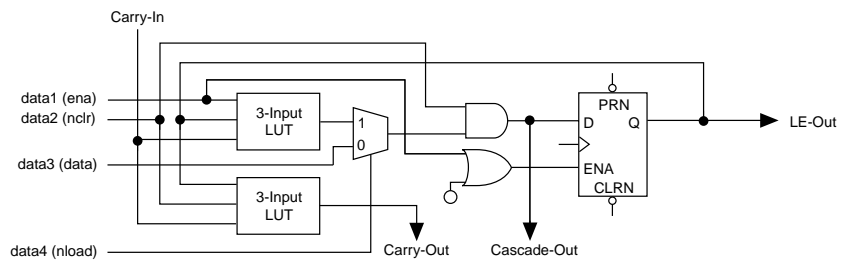 Carry-In
data1 (ena)
data2 (nclr)
3-Input
LUT
1
0
data3 (data)
3-Input
LUT
data4 (nload)
Carry-Out
Cascade-Out
PRN
D
Q
ENA
CLRN
LE-Out